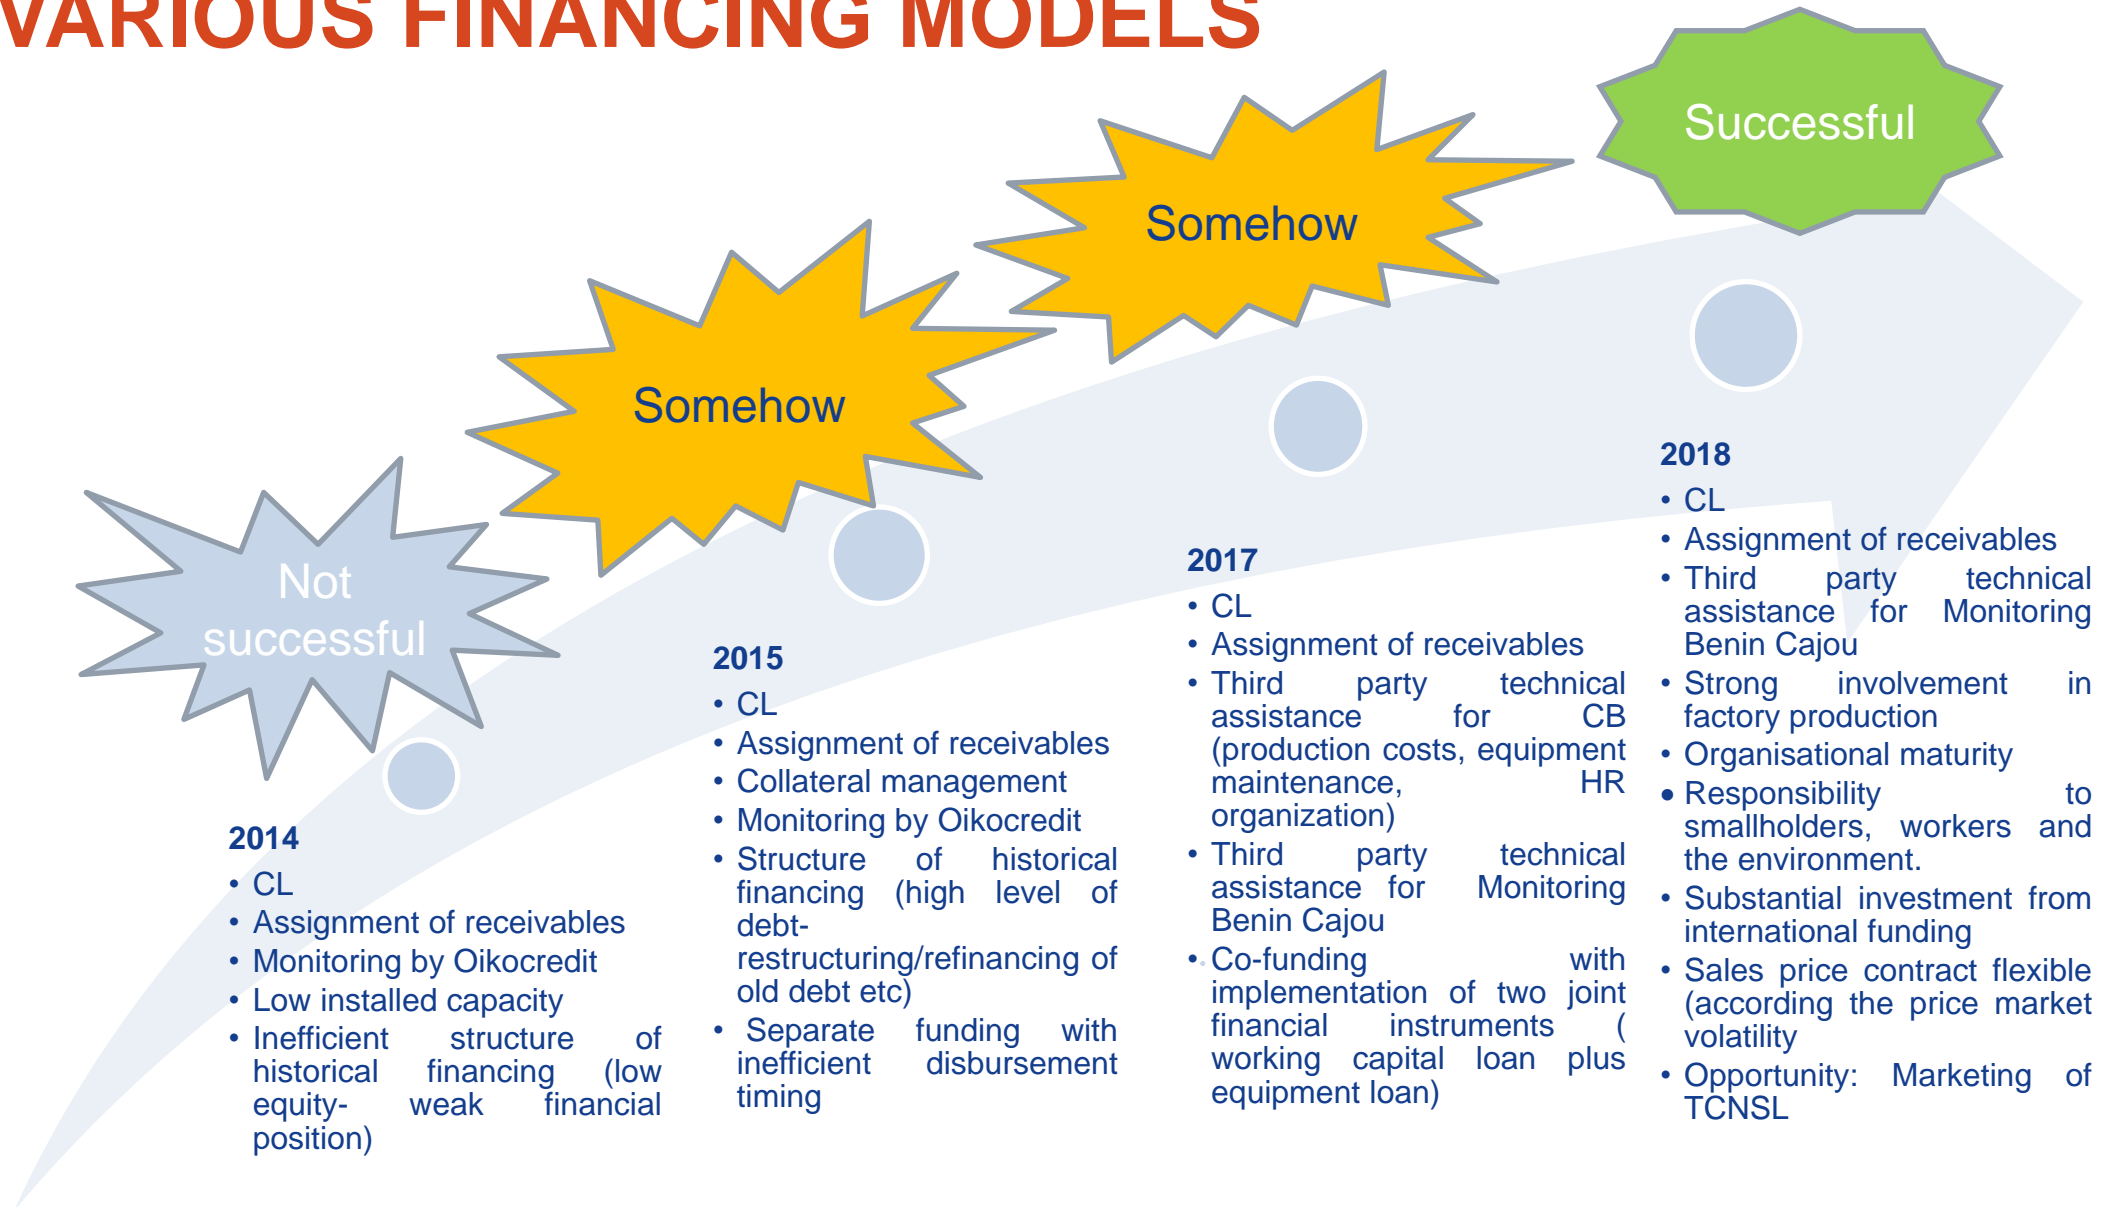 VARIOUS FINANCING MODELS
Not
successful
Somehow
Somehow
Successful
2014
• CL
• Assignment of receivables
• Monitoring by Oikocredit
• Low installed capacity
• Inefficient structure of
historical financing (low
equity- weak financial
position)
2015
• CL
• Assignment of receivables
• Collateral management
• Monitoring by Oikocredit
• Structure of historical
financing (high level of
debt-
restructuring/refinancing of
old debt etc)
• Separate funding with
inefficient disbursement
timing
2017
• CL
• Assignment of receivables
• Third party technical
assistance for CB
(production costs, equipment
maintenance, HR
organization)
• Third party technical
assistance for Monitoring
Benin Cajou
• Co-funding with
implementation of two joint
financial instruments (
working capital loan plus
equipment loan)
2018
• CL
• Assignment of receivables
• Third party technical
assistance for Monitoring
Benin Cajou
• Strong involvement in
factory production
• Organisational maturity
• Responsibility to
smallholders, workers and
the environment.
• Substantial investment from
international funding
• Sales price contract flexible
(according the price market
volatility
• Opportunity: Marketing of
TCNSL